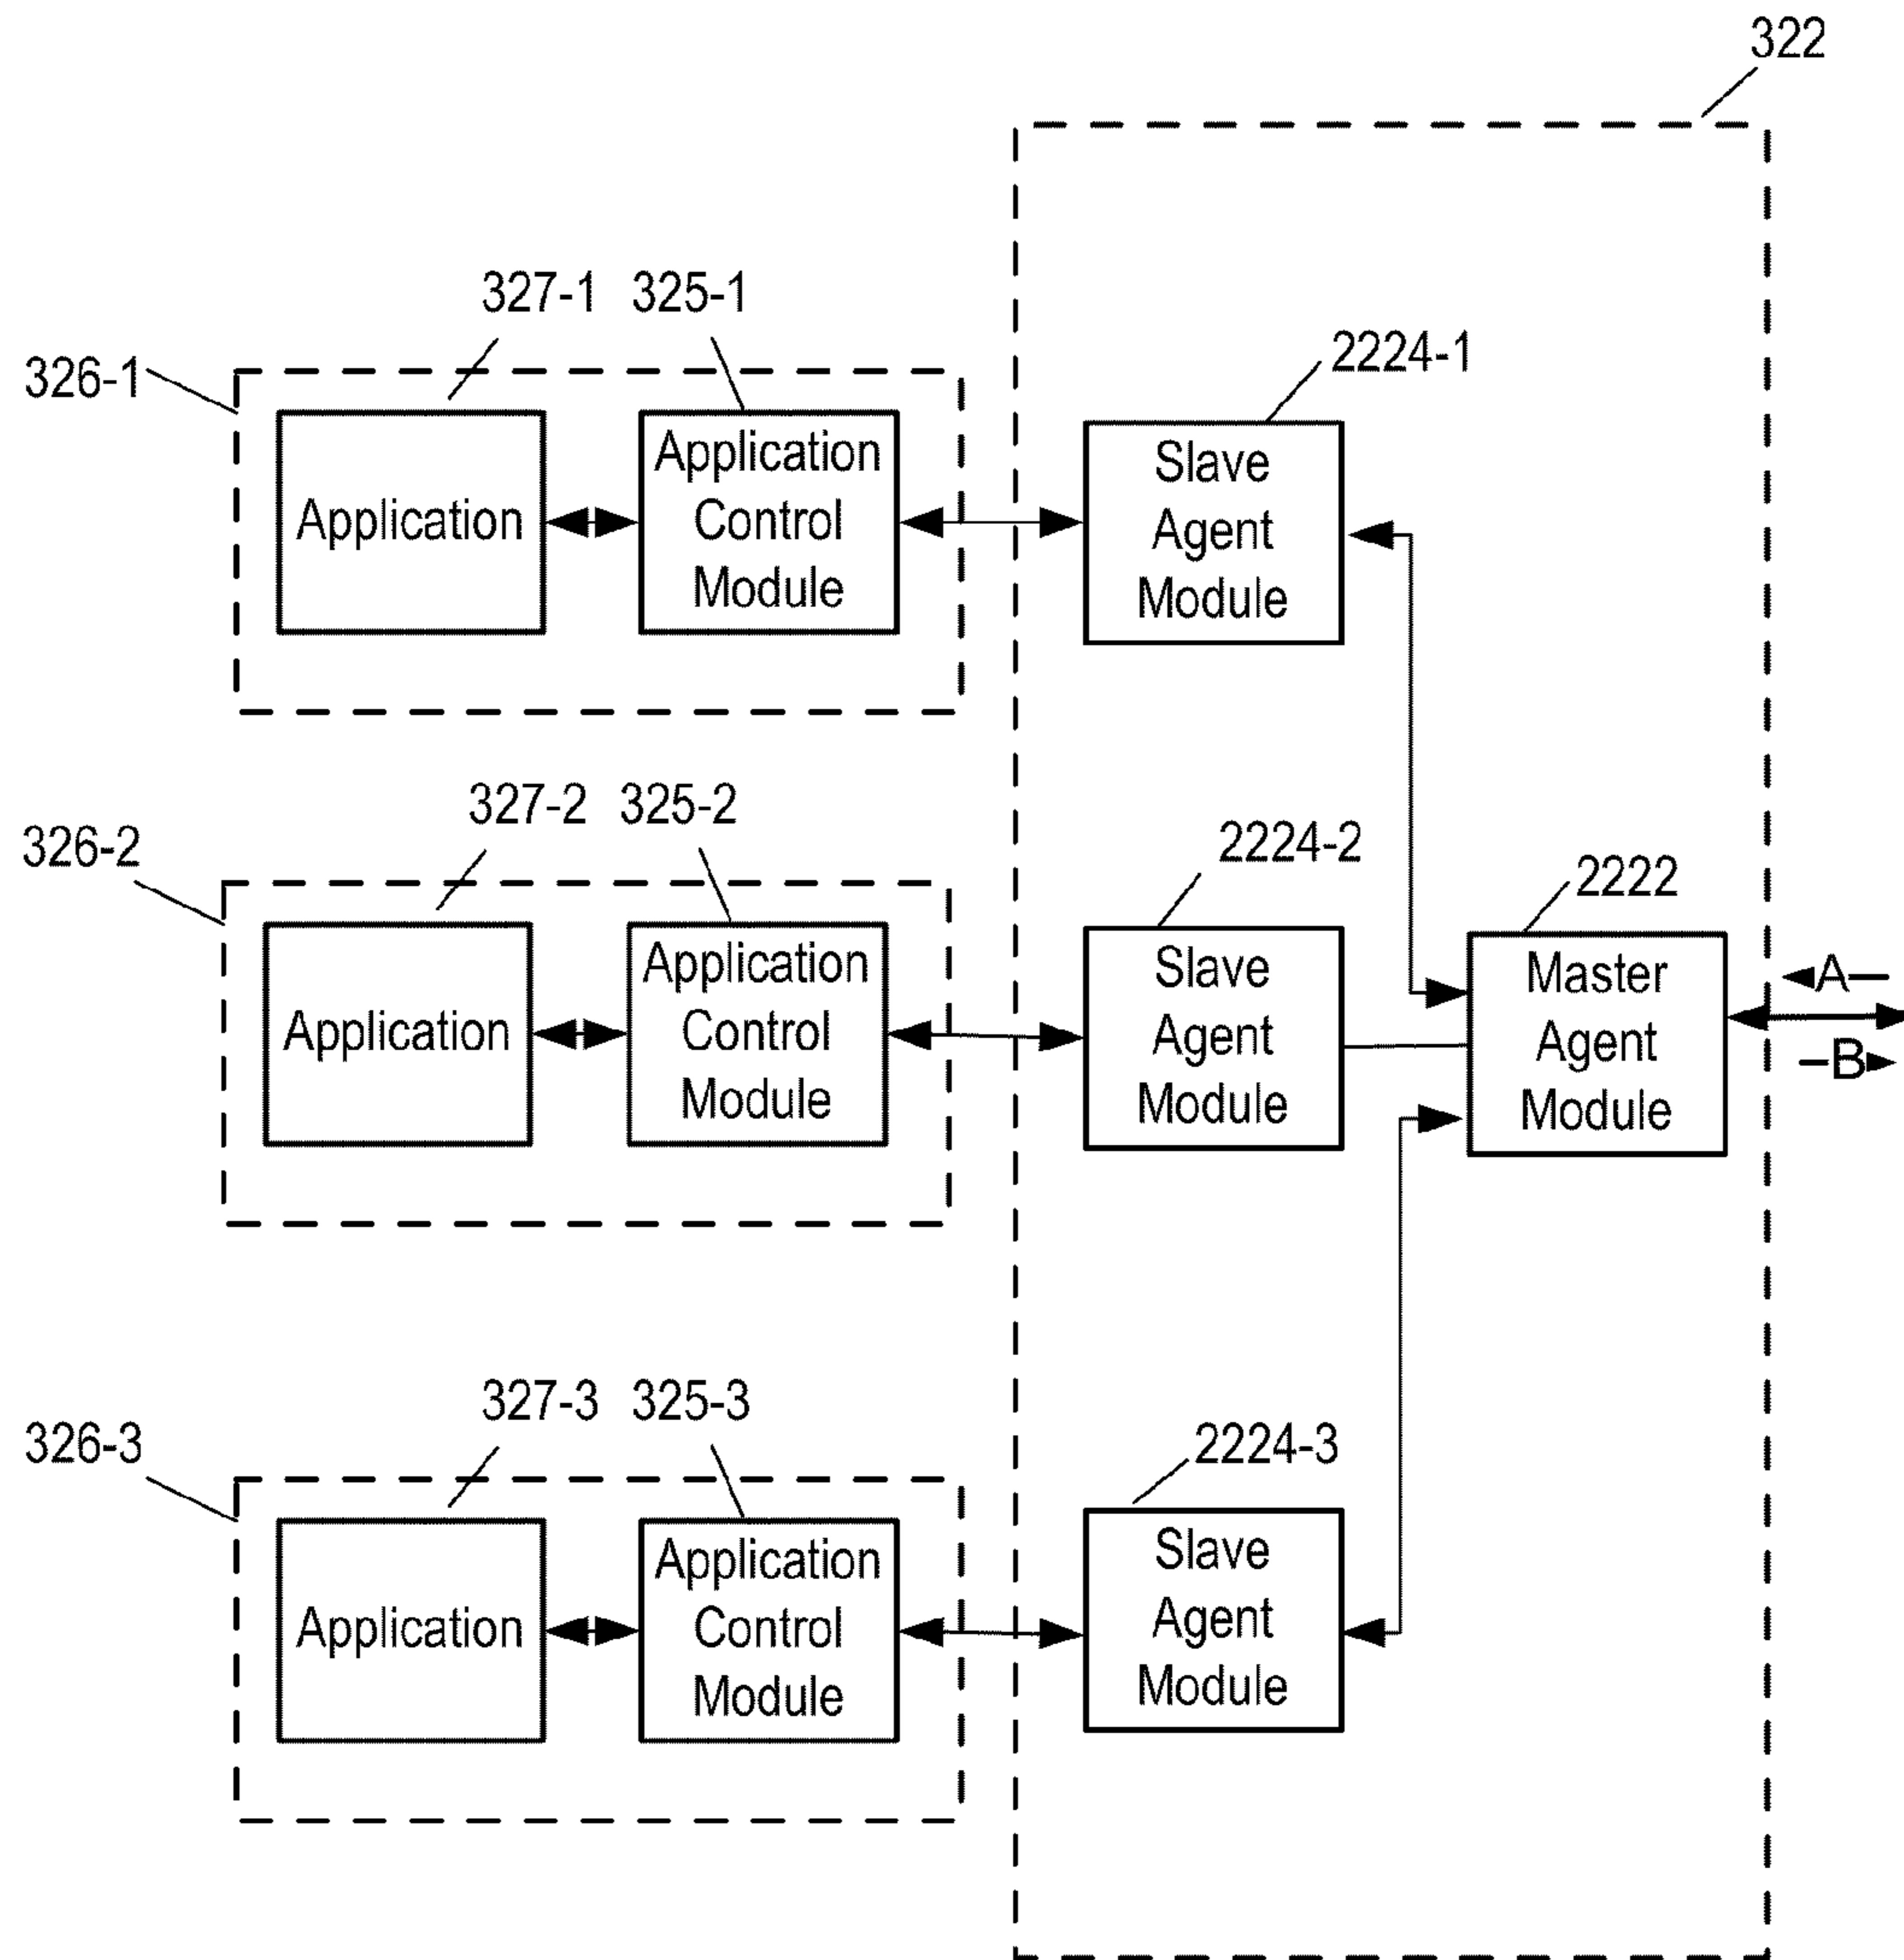 322
327-1 325-1
326-1
2224-1
Application
Application
Control
Module
Slave
Agent
Module
327-2 325-2
326-2
2224-2
2222
Application
Application
Control
Module
Slave
Agent
Module
Master
Agent
Module
A
B
327-3 325-3
326-3
2224-3
Application
Application
Control
Module
Slave
Agent
Module